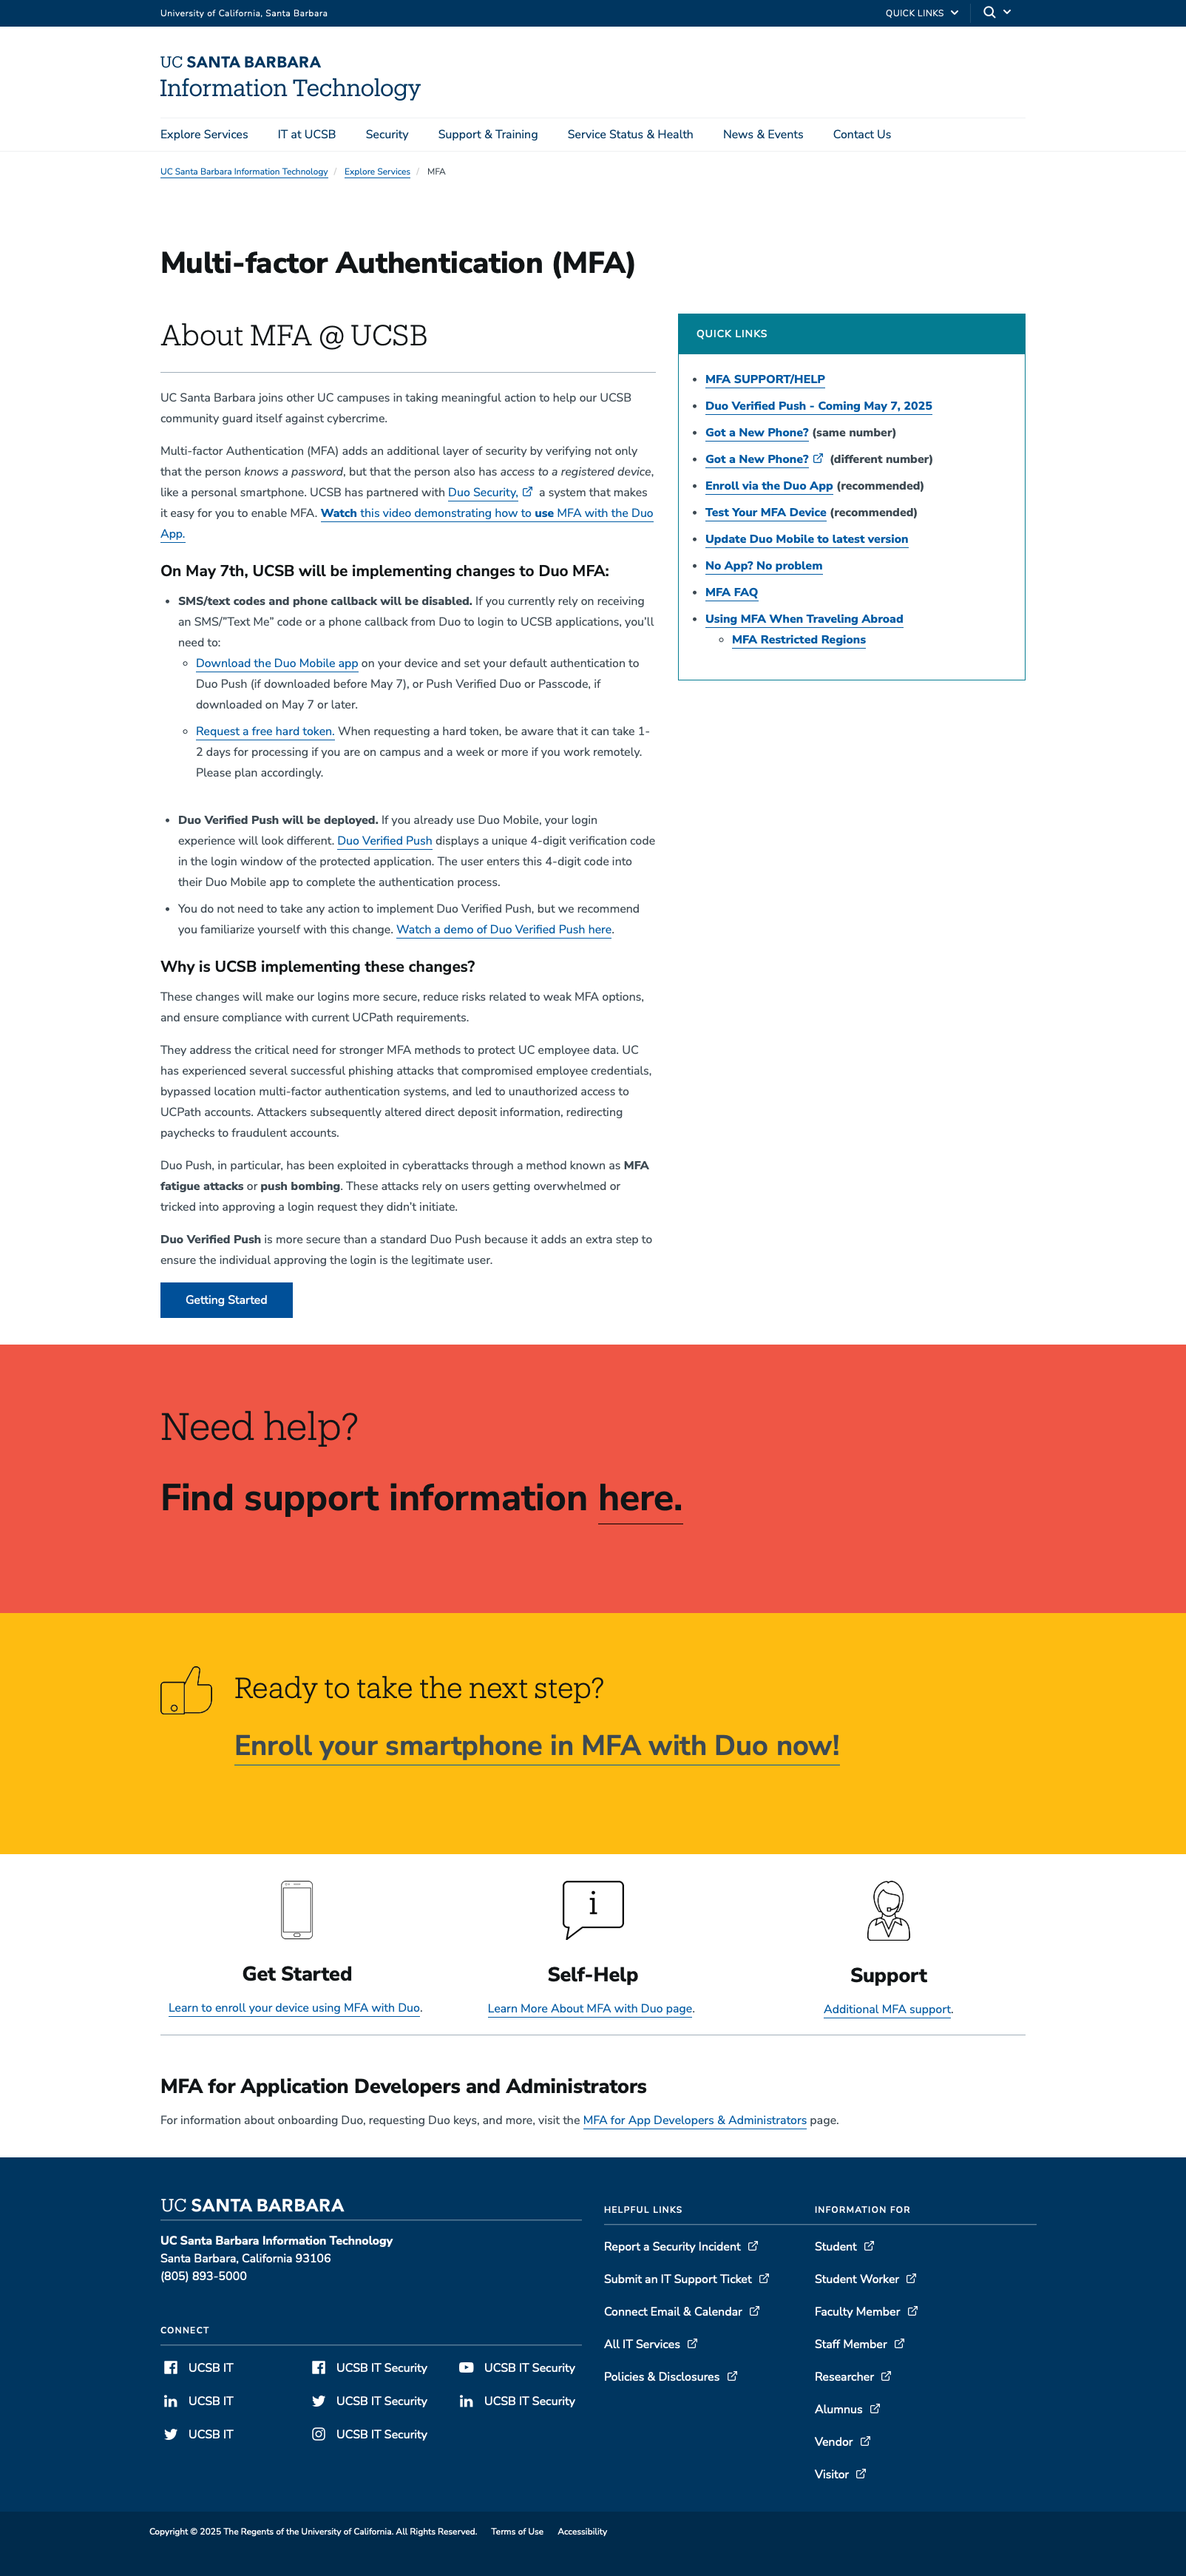 University of California, Santa Barbara
QUICK LINKS
UC SANTA BARBARA
Information Technology
Explore Services
IT at UCSB
Security
Support & Training
Service Status & Health
News & Events
Contact Us
UC Santa Barbara Information Technology / Explore Services / MFA
Multi-factor Authentication (MFA)
About MFA @ UCSB
UC Santa Barbara joins other UC campuses in taking meaningful action to help our UCSB
community guard itself against cybercrime.
Multi-factor Authentication (MFA) adds an additional layer of security by verifying not only
that the person knows a password, but that the person also has access to a registered device,
like a personal smartphone. UCSB has partnered with Duo Security, a system that makes
it easy for you to enable MFA. Watch this video demonstrating how to use MFA with the Duo
App.
On May 7th, UCSB will be implementing changes to Duo MFA:
• SMS/text codes and phone callback will be disabled. If you currently rely on receiving
an SMS/"Text Me" code or a phone callback from Duo to login to UCSB applications, you'll
need to:
◦ Download the Duo Mobile app on your device and set your default authentication to
Duo Push (if downloaded before May 7), or Push Verified Duo or Passcode, if
downloaded on May 7 or later.
◦ Request a free hard token. When requesting a hard token, be aware that it can take 1-
2 days for processing if you are on campus and a week or more if you work remotely.
Please plan accordingly.
• Duo Verified Push will be deployed. If you already use Duo Mobile, your login
experience will look different. Duo Verified Push displays a unique 4-digit verification code
in the login window of the protected application. The user enters this 4-digit code into
their Duo Mobile app to complete the authentication process.
• You do not need to take any action to implement Duo Verified Push, but we recommend
you familiarize yourself with this change. Watch a demo of Duo Verified Push here.
Why is UCSB implementing these changes?
These changes will make our logins more secure, reduce risks related to weak MFA options,
and ensure compliance with current UCPath requirements.
They address the critical need for stronger MFA methods to protect UC employee data. UC
has experienced several successful phishing attacks that compromised employee credentials,
bypassed location multi-factor authentication systems, and led to unauthorized access to
UCPath accounts. Attackers subsequently altered direct deposit information, redirecting
paychecks to fraudulent accounts.
Duo Push, in particular, has been exploited in cyberattacks through a method known as MFA
fatigue attacks or push bombing. These attacks rely on users getting overwhelmed or
tricked into approving a login request they didn't initiate.
Duo Verified Push is more secure than a standard Duo Push because it adds an extra step to
ensure the individual approving the login is the legitimate user.
Getting Started
QUICK LINKS
• MFA SUPPORT/HELP
• Duo Verified Push - Coming May 7, 2025
• Got a New Phone? (same number)
• Got a New Phone? (different number)
• Enroll via the Duo App (recommended)
• Test Your MFA Device (recommended)
• Update Duo Mobile to latest version
• No App? No problem
• MFA FAQ
• Using MFA When Traveling Abroad
◦ MFA Restricted Regions
Need help?
Find support information here.
Ready to take the next step?
Enroll your smartphone in MFA with Duo now!
Get Started
Learn to enroll your device using MFA with Duo.
i
Self-Help
Learn More About MFA with Duo page.
Support
Additional MFA support.
MFA for Application Developers and Administrators
For information about onboarding Duo, requesting Duo keys, and more, visit the MFA for App Developers & Administrators page.
UC SANTA BARBARA
UC Santa Barbara Information Technology
Santa Barbara, California 93106
(805) 893-5000
CONNECT
UCSB IT
UCSB IT Security
UCSB IT Security
UCSB IT
UCSB IT Security
UCSB IT Security
UCSB IT
UCSB IT Security
HELPFUL LINKS
Report a Security Incident
Submit an IT Support Ticket
Connect Email & Calendar
All IT Services
Policies & Disclosures
INFORMATION FOR
Student
Student Worker
Faculty Member
Staff Member
Researcher
Alumnus
Vendor
Visitor
Copyright © 2025 The Regents of the University of California. All Rights Reserved.
Terms of Use
Accessibility